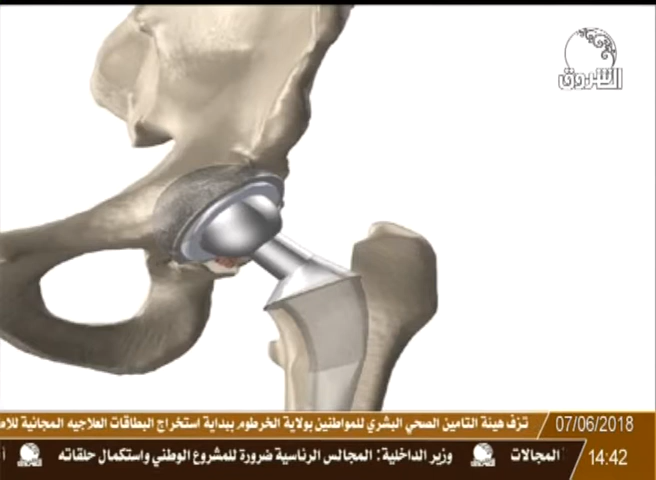 الشروق
تزف هيئة التامين الصحي البشري للمواطنين بولاية الخرطوم ببداية استخراج البطاقات العلاجيه المجانية
07/06/2018
المجالات وزير الداخلية: المجالس الرئاسية ضرورة للمشروع الوطني واستكمال حلقاته
14:42